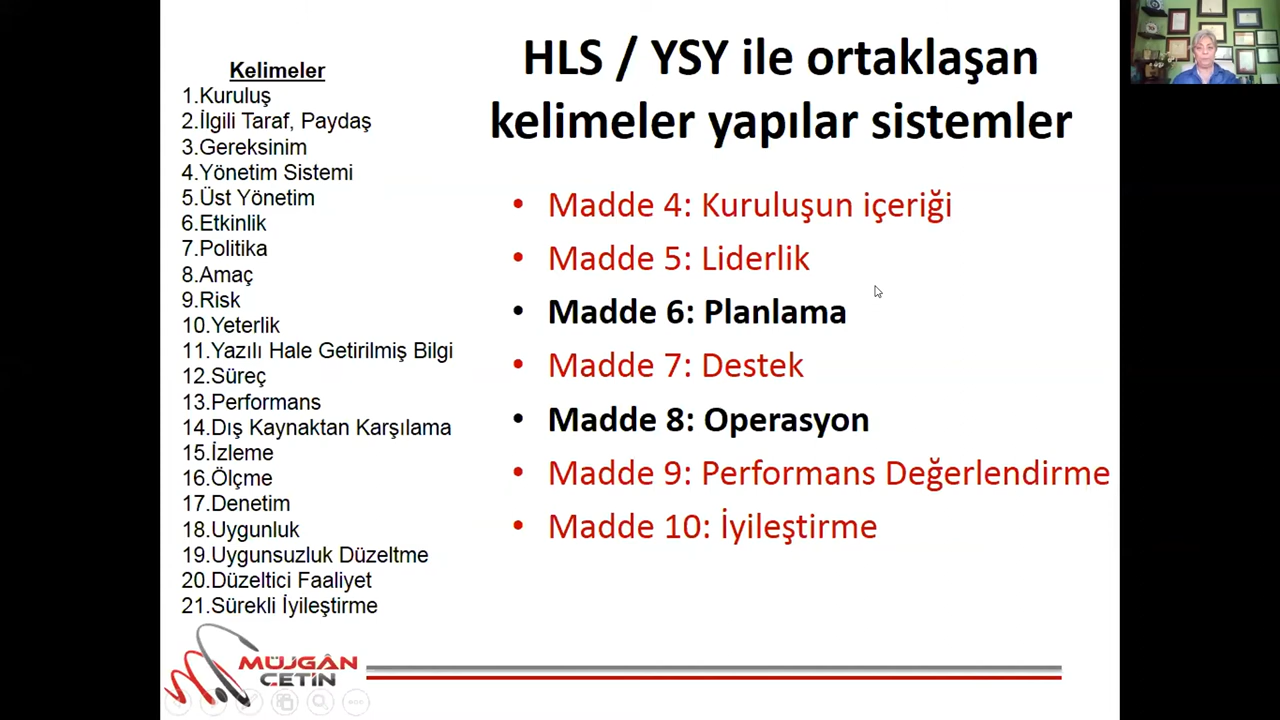 HLS / YSY ile ortaklaşan
kelimeler yapılar sistemler
Kelimeler
1.Kuruluş
2.İlgili Taraf, Paydaş
3.Gereksinim
4.Yönetim Sistemi
5.Üst Yönetim
6.Etkinlik
7.Politika
8.Amaç
9.Risk
10.Yeterlik
11.Yazılı Hale Getirilmiş Bilgi
12.Süreç
13.Performans
14.Dış Kaynaktan Karşılama
15.İzleme
16.Ölçme
17.Denetim
18.Uygunluk
19.Uygunsuzluk Düzeltme
20.Düzeltici Faaliyet
21.Sürekli İyileştirme
• Madde 4: Kuruluşun içeriği
• Madde 5: Liderlik
• Madde 6: Planlama
• Madde 7: Destek
• Madde 8: Operasyon
• Madde 9: Performans Değerlendirme
• Madde 10: İyileştirme
MÜJGÂN
ÇETİN